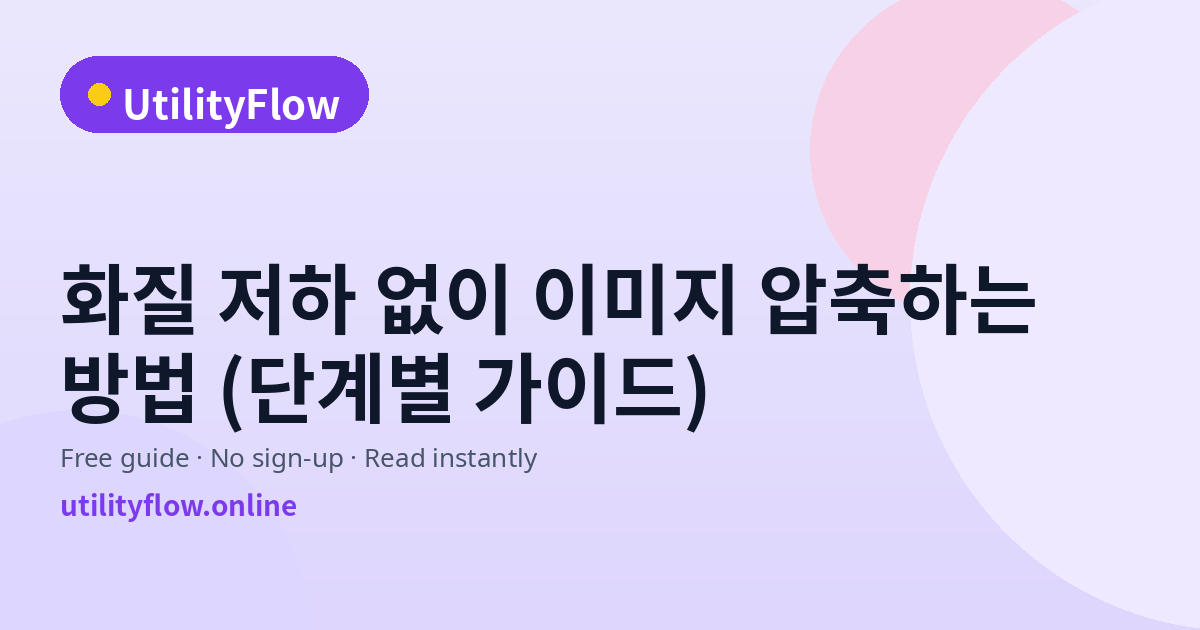 UtilityFlow
화질 저하 없이 이미지 압축하는
방법 (단계별 가이드)
Free guide · No sign-up · Read instantly
utilityflow.online